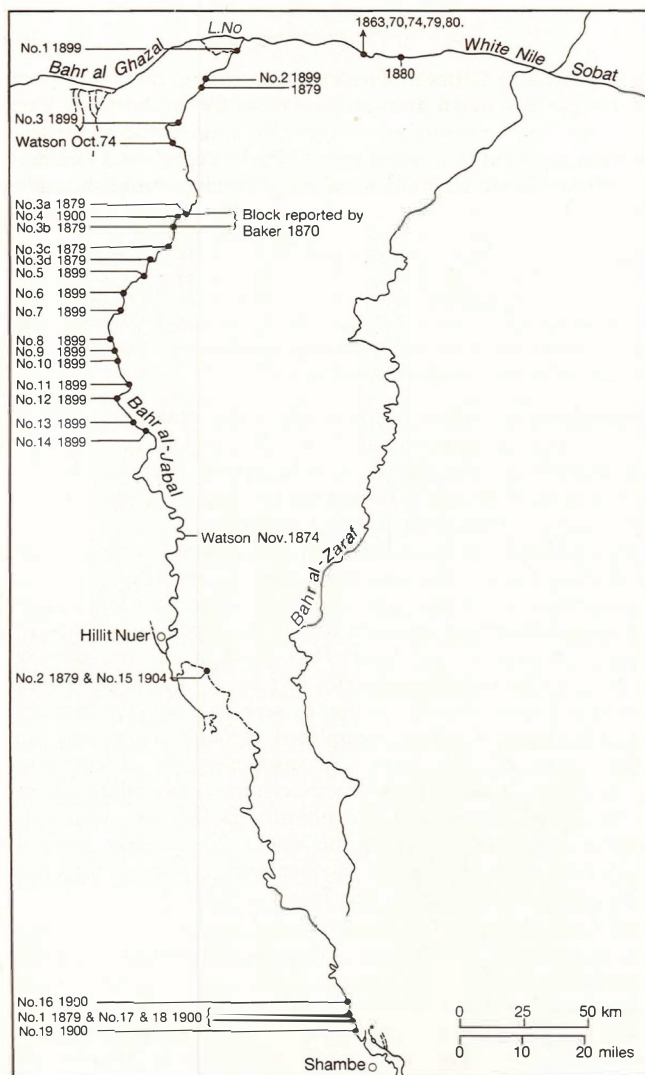 1863,70,74,79,80.
L.No
No.1 1899
Bahr al Ghazal
White Nile
Sobat
1880
No.2 1899
1879
No.3 1899
Watson Oct.74
No.3a 1879
No.4 1900
No.3b 1879
Block reported by
Baker 1870
No.3c 1879
No.3d 1879
No.5 1899
No.6 1899
No.7 1899
No.8 1899
No.9 1899
No.10 1899
No.11 1899
No.12 1899
No.13 1899
No.14 1899
Bahr al-Jabal
Watson Nov.1874
Bahr al-Zaraf
Hillit Nuer
No.2 1879 & No.15 1904
No.16 1900
No.1 1879 & No.17 & 18 1900
No.19 1900
0 25 50 km
0 10 20 miles
Shambe